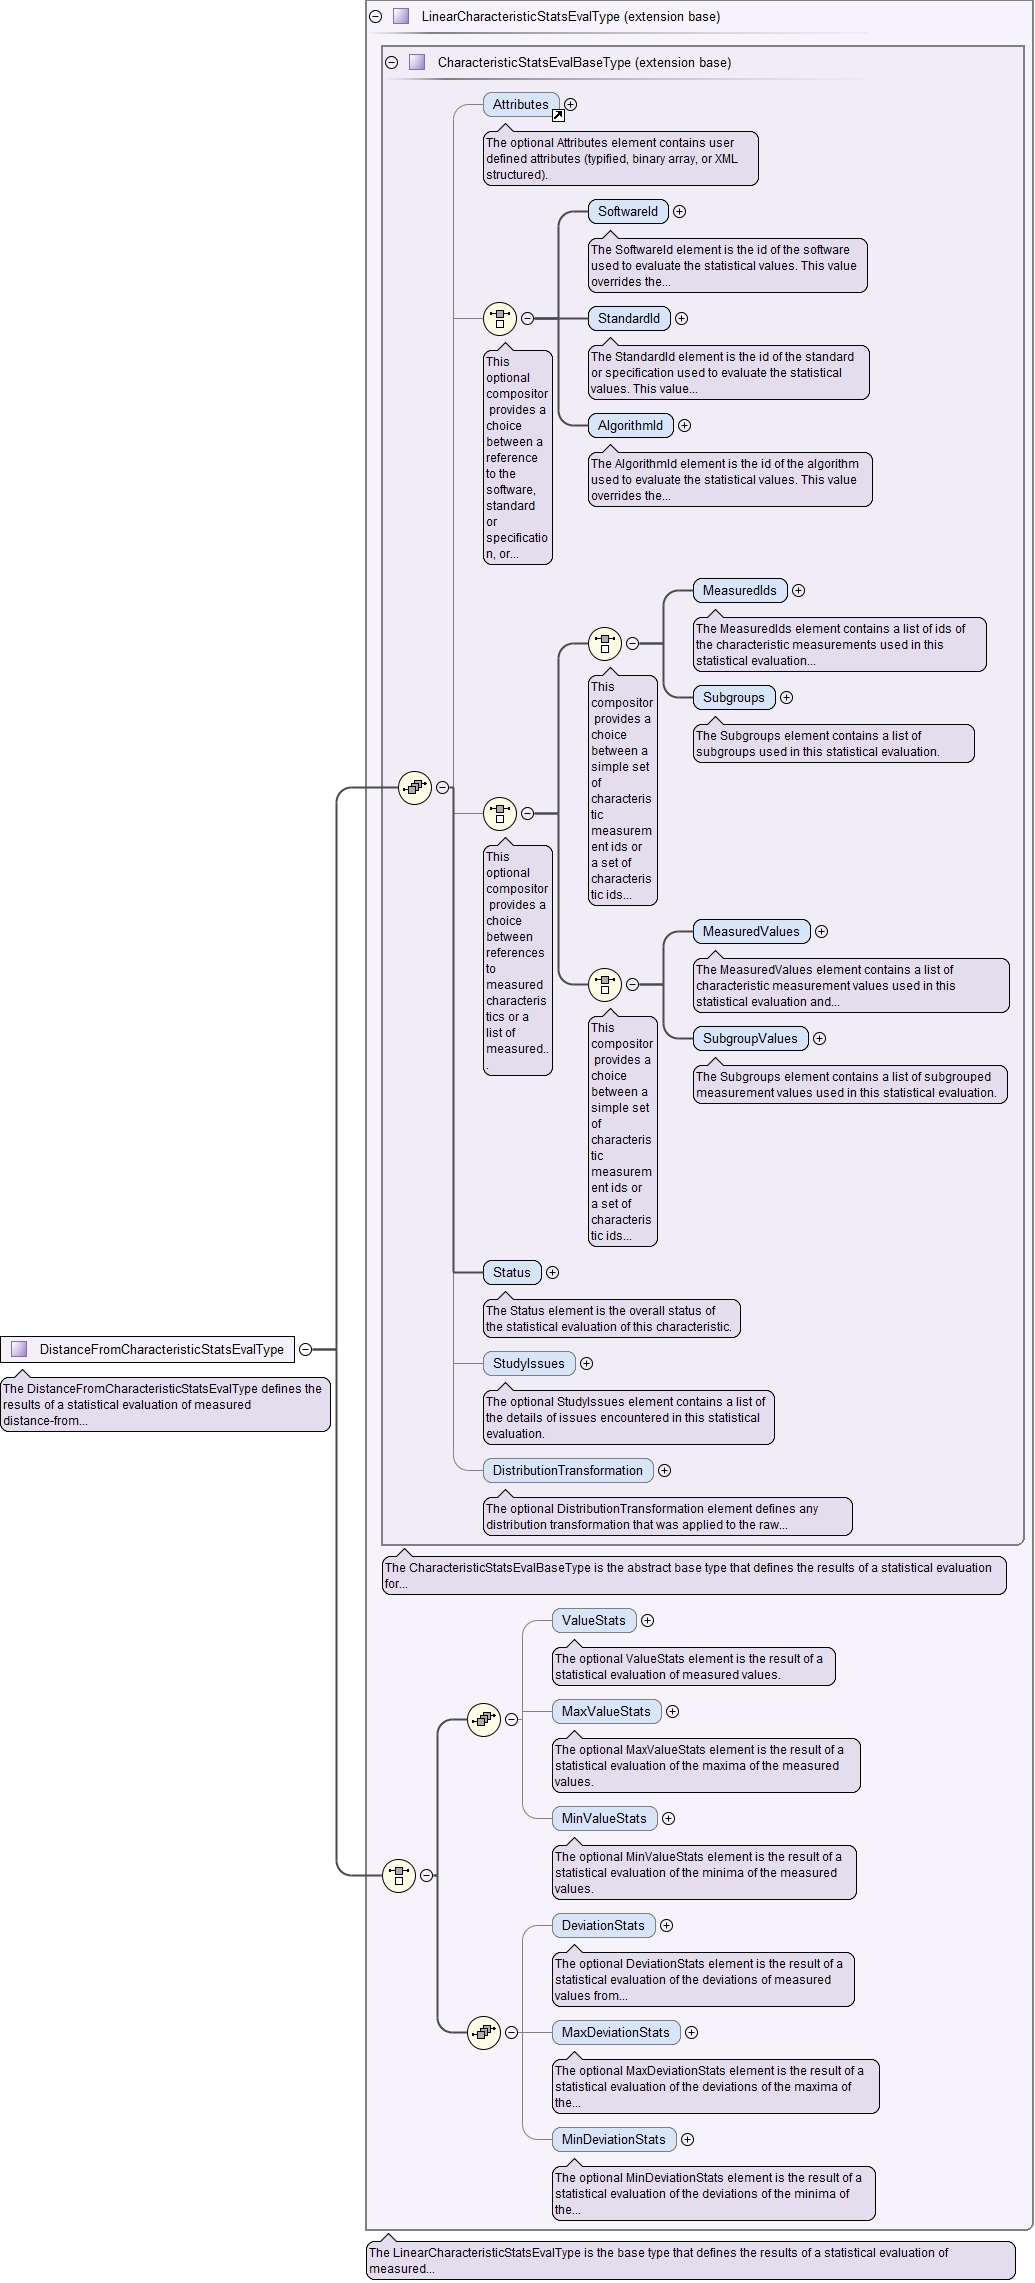 LinearCharacteristicStatsEvalType (extension base)
CharacteristicStatsEvalBaseType (extension base)
Attributes
The optional Attributes element contains user
defined attributes (typified, binary array, or XML
structured).
SoftwareId
The SoftwareId element is the id of the software
used to evaluate the statistical values. This value
overrides the...
StandardId
The StandardId element is the id of the standard
or specification used to evaluate the statistical
values. This value...
This
optional
compositor
provides a
choice
between a
reference
to the
software,
standard
or
specificatio
n, or...
AlgorithmId
The AlgorithmId element is the id of the algorithm
used to evaluate the statistical values. This value
overrides the...
MeasuredIds
The MeasuredIds element contains a list of ids of
the characteristic measurements used in this
statistical evaluation...
This
compositor
provides a
choice
between a
simple set
of
characteris
tic
measurem
ent ids or
a set of
characteris
tic ids...
Subgroups
The Subgroups element contains a list of
subgroups used in this statistical evaluation.
This
optional
compositor
provides a
choice
between
references
to
measured
characteris
tics or a
list of
measured..
.
MeasuredValues
The MeasuredValues element contains a list of
characteristic measurement values used in this
statistical evaluation and...
This
compositor
provides a
choice
between a
simple set
of
characteris
tic
measurem
ent ids or
a set of
characteris
tic ids...
SubgroupValues
The Subgroups element contains a list of subgrouped
measurement values used in this statistical evaluation.
Status
The Status element is the overall status of
the statistical evaluation of this characteristic.
DistanceFromCharacteristicStatsEvalType
The DistanceFromCharacteristicStatsEvalType defines the
results of a statistical evaluation of measured
distance-from...
StudyIssues
The optional StudyIssues element contains a list of
the details of issues encountered in this statistical
evaluation.
DistributionTransformation
The optional DistributionTransformation element defines any
distribution transformation that was applied to the raw...
The CharacteristicStatsEvalBaseType is the abstract base type that defines the results of a statistical evaluation
for...
ValueStats
The optional ValueStats element is the result of a
statistical evaluation of measured values.
MaxValueStats
The optional MaxValueStats element is the result of a
statistical evaluation of the maxima of the measured
values.
MinValueStats
The optional MinValueStats element is the result of a
statistical evaluation of the minima of the measured
values.
DeviationStats
The optional DeviationStats element is the result of a
statistical evaluation of the deviations of measured
values from...
MaxDeviationStats
The optional MaxDeviationStats element is the result of a
statistical evaluation of the deviations of the maxima of
the...
MinDeviationStats
The optional MinDeviationStats element is the result of a
statistical evaluation of the deviations of the minima of
the...
The LinearCharacteristicStatsEvalType is the base type that defines the results of a statistical evaluation of
measured...